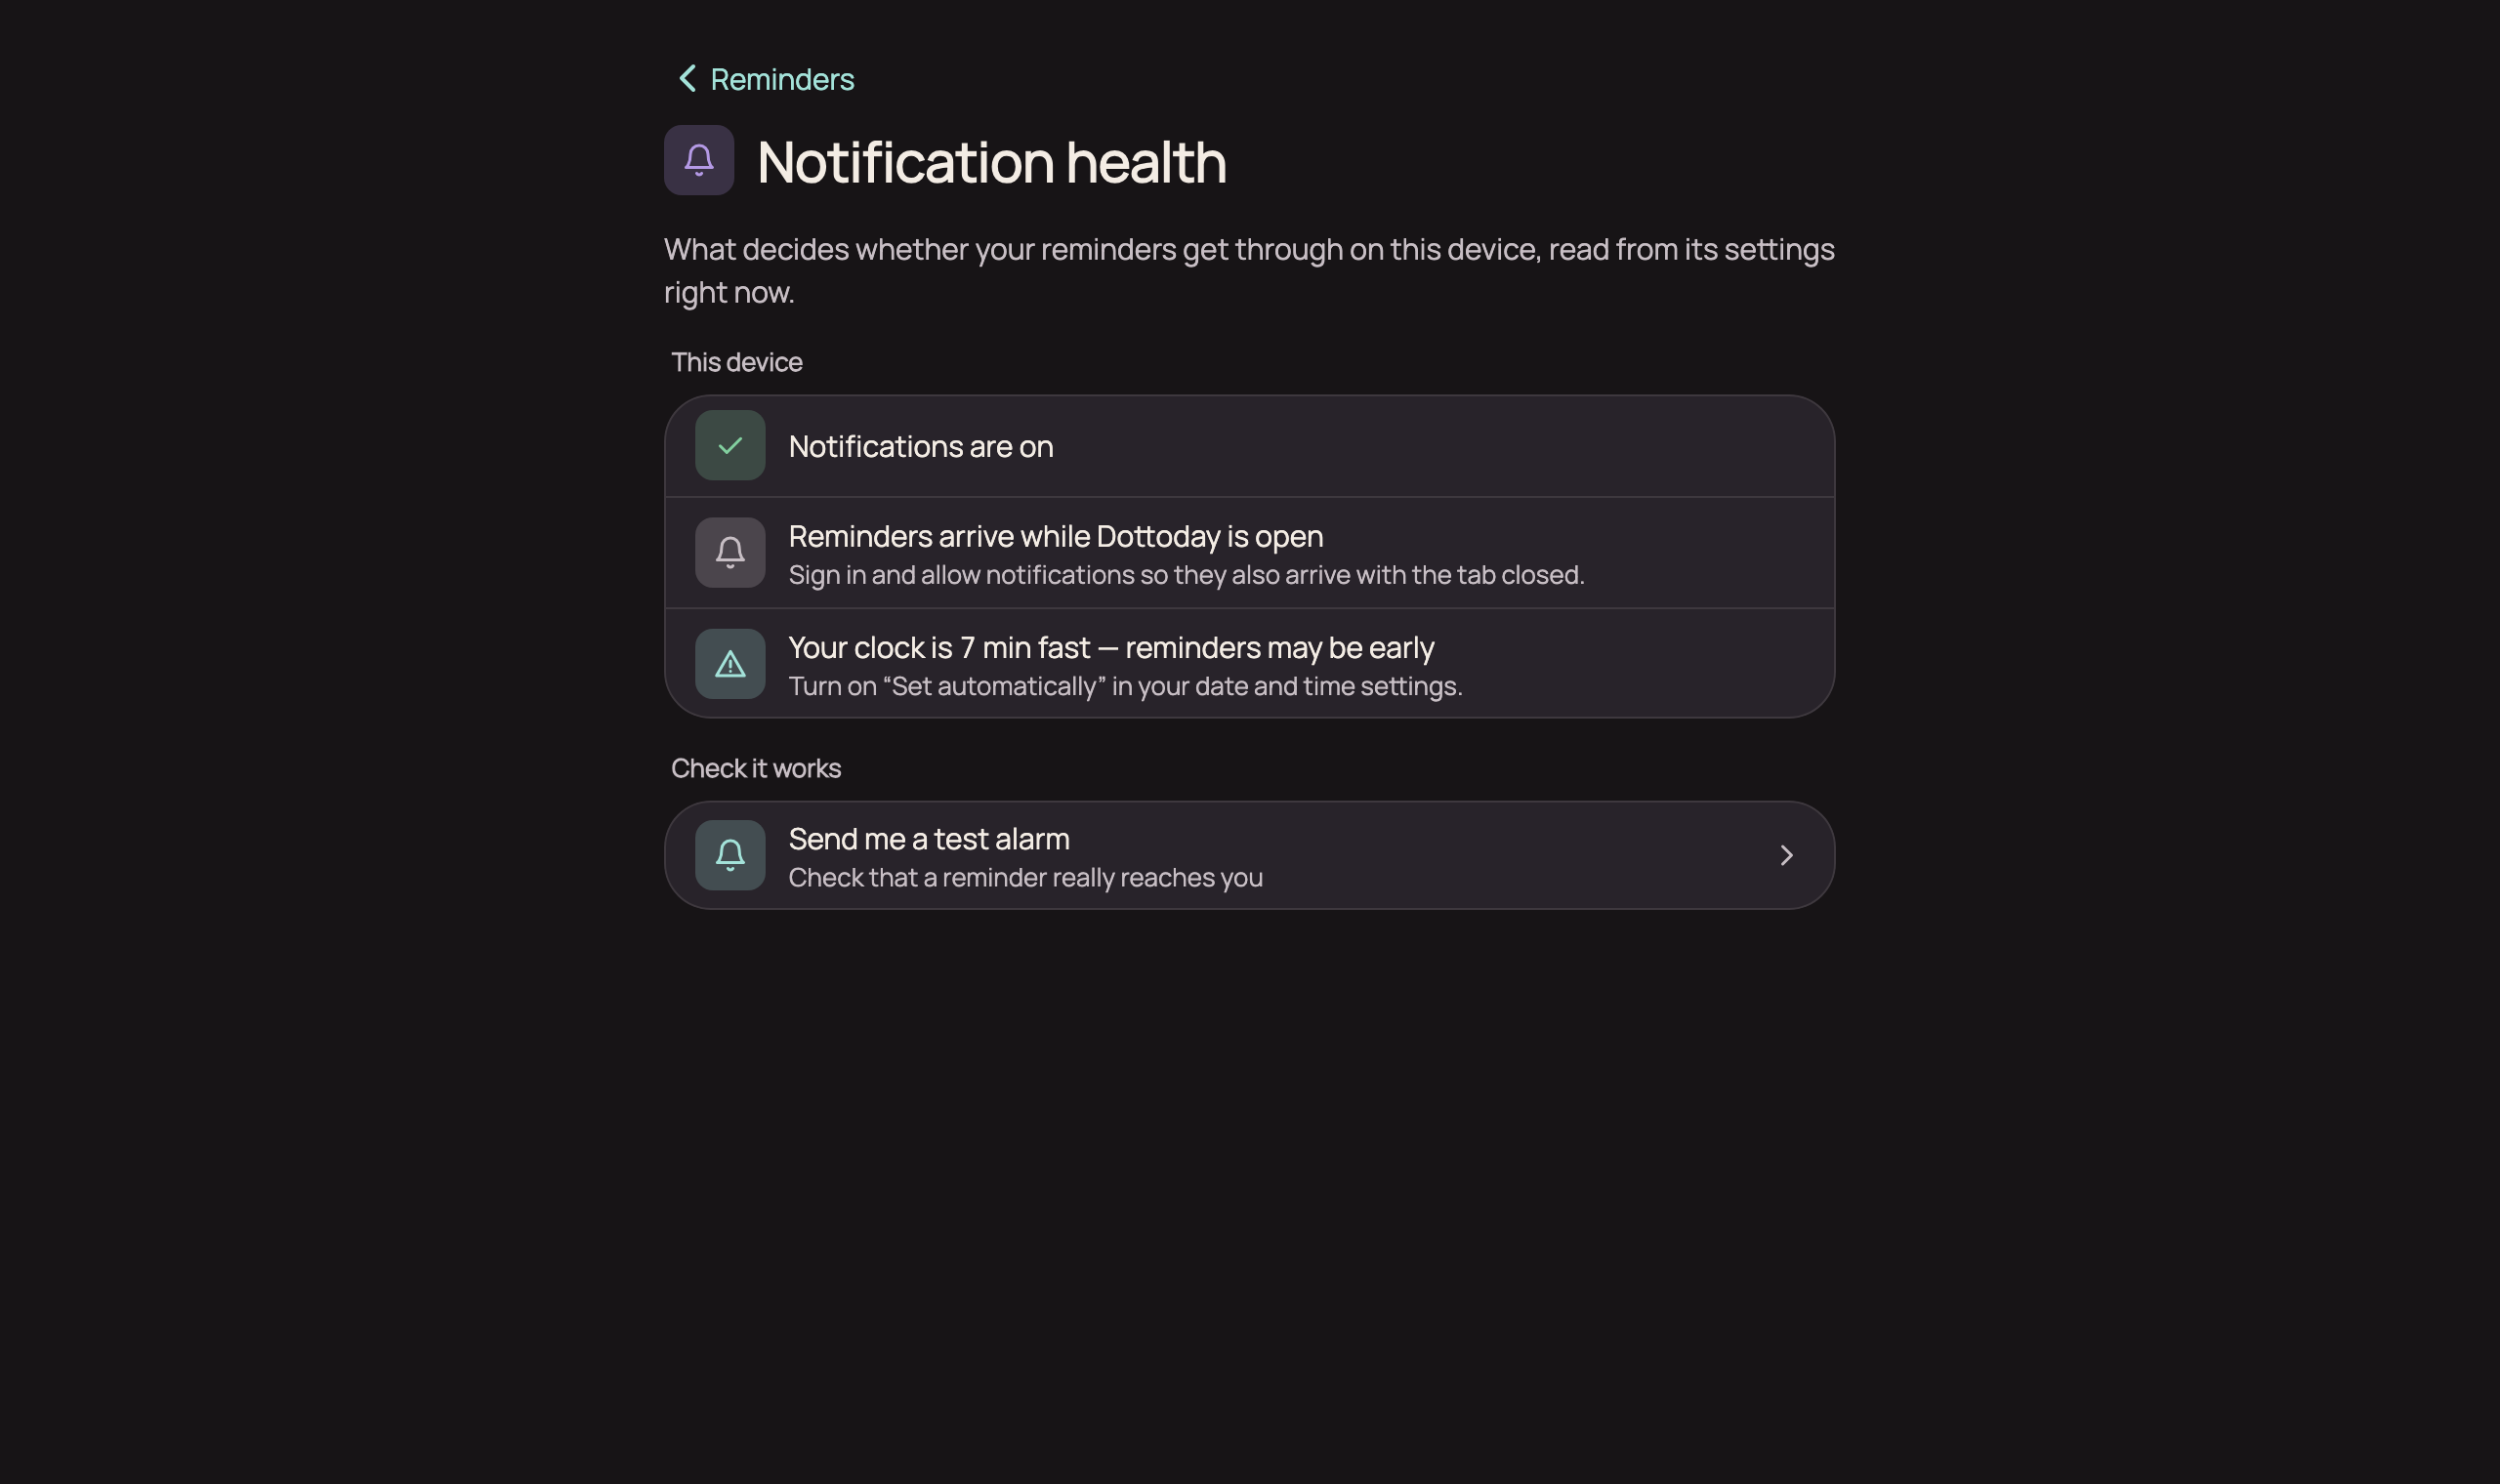 Reminders
Notification health
What decides whether your reminders get through on this device, read from its settings
right now.
This device
Notifications are on
Reminders arrive while Dottoday is open
Sign in and allow notifications so they also arrive with the tab closed.
Your clock is 7 min fast — reminders may be early
Turn on “Set automatically” in your date and time settings.
Check it works
Send me a test alarm
Check that a reminder really reaches you